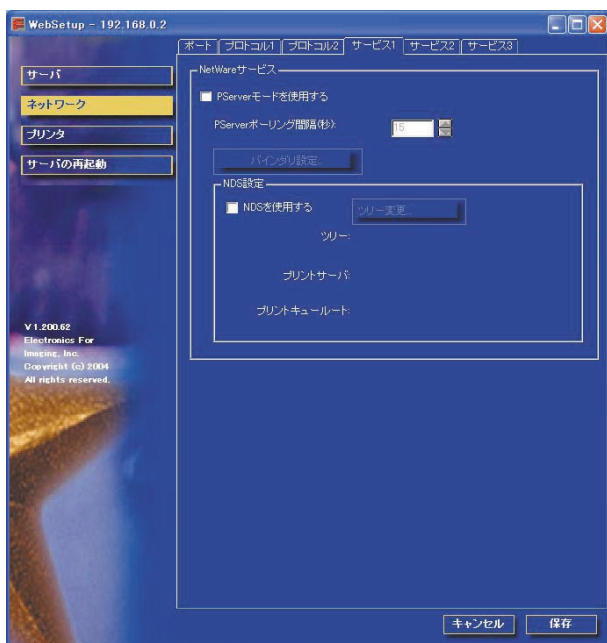 WebSetup - 192.168.0.2
ポート プロトコル1 プロトコル2 サービス1 サービス2 サービス3
サーバ
ネットワーク
プリンタ
サーバの再起動
NetWareサービス
PServerモードを使用する
PServerポーリング間隔(秒): 15
バインダリ設定...
NDS設定
NDSを使用する ツリー変更...
ツリー:
プリントサーバ:
プリントキュールート:
V 1.200.62
Electronics For
Imaging, Inc.
Copyright (c) 2004
All rights reserved.
キャンセル 保存